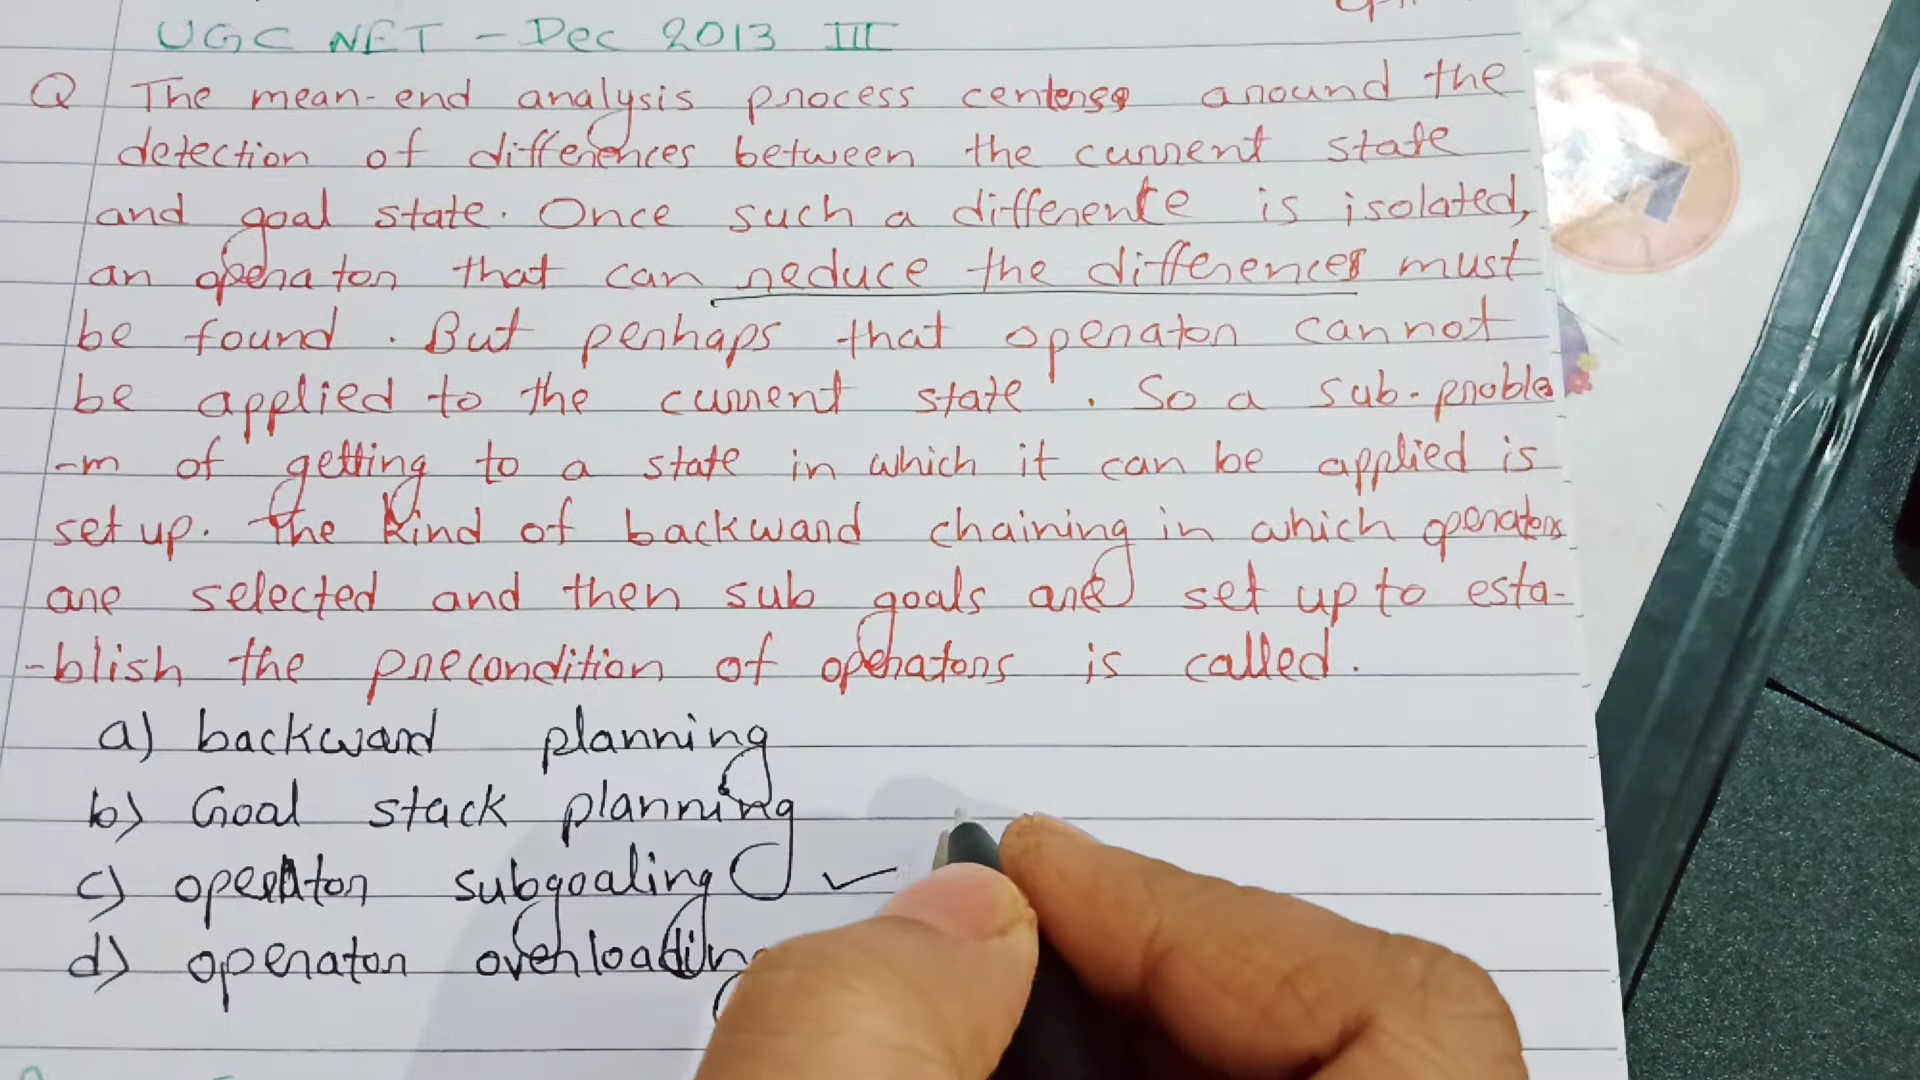 UGC NET - Dec 2013 III
Q The mean-end analysis process centers around the
detection of differences between the current state
and goal state. Once such a difference is isolated,
an operator that can reduce the differences must
be found. But perhaps that operator cannot
be applied to the current state. So a sub-proble
-m of getting to a state in which it can be applied is
set up. The kind of backward chaining in which operators
are selected and then sub goals are set up to esta-
-blish the precondition of operators is called.
a) backward planning
b) Goal stack planning
c) operator subgoaling ✓
d) operator overloading